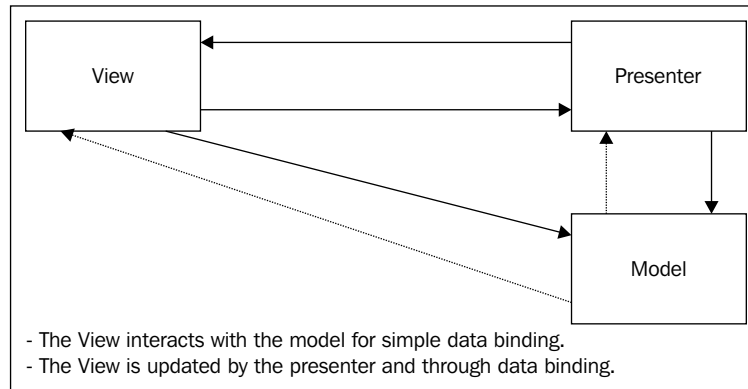 View
Presenter
Model
- The View interacts with the model for simple data binding.
- The View is updated by the presenter and through data binding.